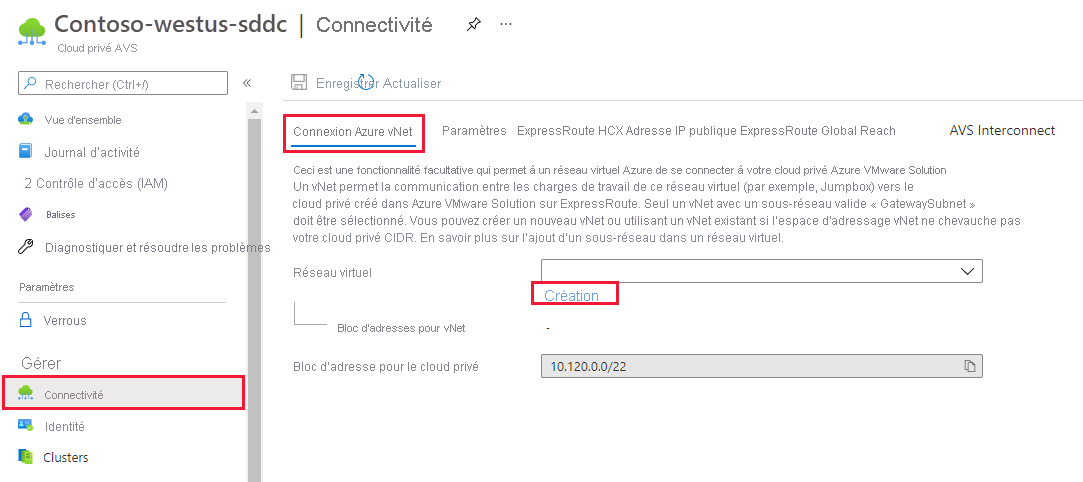 Contoso-westus-sddc | Connectivité ...
Cloud privé AVS
Rechercher (Ctrl+/) «
Vue d'ensemble
Journal d'activité
2 Contrôle d'accès (IAM)
Balises
Diagnostiquer et résoudre les problèmes
Paramètres
Verrous
Gérer
Connectivité
Identité
Clusters
Enregistrer Actualiser
Connexion Azure vNet Paramètres ExpressRoute HCX Adresse IP publique ExpressRoute Global Reach AVS Interconnect
Ceci est une fonctionnalité facultative qui permet à un réseau virtuel Azure de se connecter à votre cloud privé Azure VMware Solution
Un vNet permet la communication entre les charges de travail de ce réseau virtuel (par exemple, Jumpbox) vers le
cloud privé créé dans Azure VMware Solution sur ExpressRoute. Seul un vNet avec un sous-réseau valide « GatewaySubnet »
doit être sélectionné. Vous pouvez créer un nouveau vNet ou utilisant un vNet existant si l'espace d'adressage vNet ne chevauche pas
votre cloud privé CIDR. En savoir plus sur l'ajout d'un sous-réseau dans un réseau virtuel.
Réseau virtuel
Création
Bloc d'adresses pour vNet -
Bloc d'adresse pour le cloud privé 10.120.0.0/22